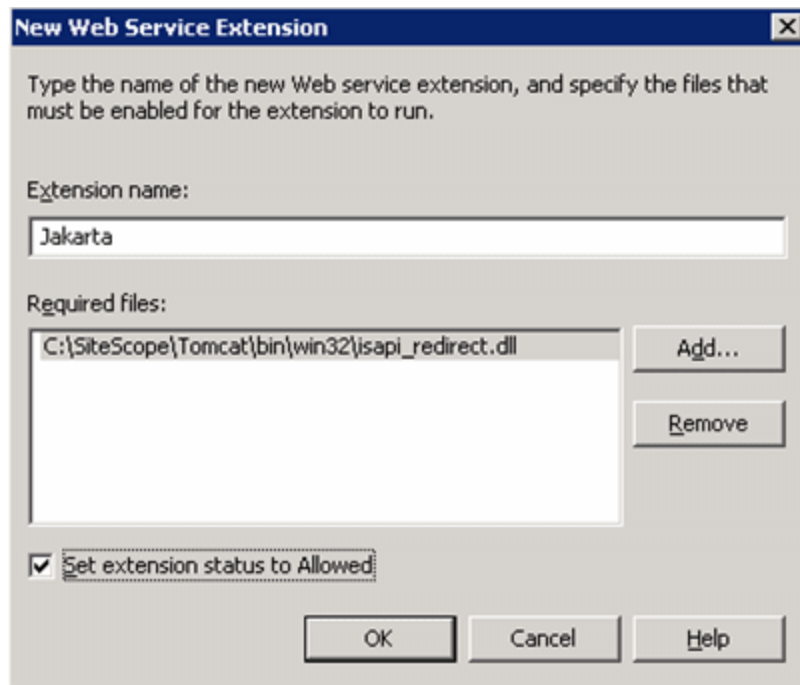 New Web Service Extension
Type the name of the new Web service extension, and specify the files that
must be enabled for the extension to run.
Extension name:
Jakarta
Required files:
C:\SiteScope\Tomcat\bin\win32\isapi_redirect.dll
Add...
Remove
Set extension status to Allowed
OK Cancel Help